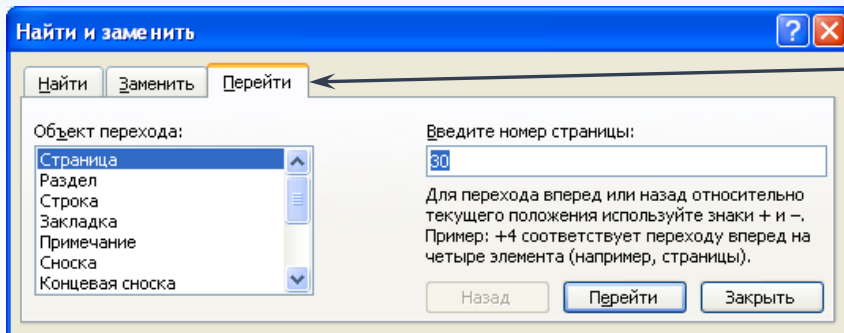 Найти и заменить
Найти
Заменить
Перейти
Объект перехода:
Страница
Раздел
Строка
Закладка
Примечание
Сноска
Концевая сноска
Введите номер страницы:
30
Для перехода вперед или назад относительно
текущего положения используйте знаки + и –.
Пример: +4 соответствует переходу вперед на
четыре элемента (например, страницы).
Назад
Перейти
Закрыть